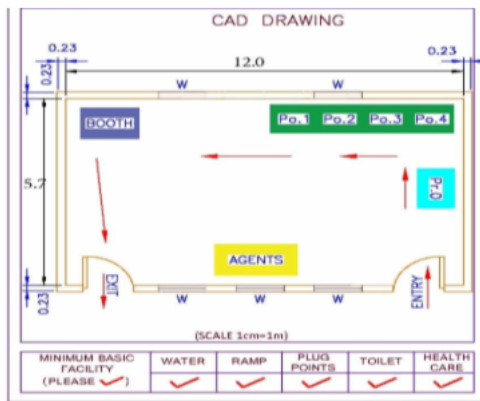 CAD DRAWING
0.23
12.0
0.23
0.23
W
W
BOOTH
Po.1 Po.2 Po.3 Po.4
5.7
Pr.O
AGENTS
EXIT
ENTRY
0.23
W
W
W
(SCALE 1cm=1m)
MINIMUM BASIC
FACILITY
(PLEASE ✓)
WATER
RAMP
PLUG
POINTS
TOILET
HEALTH
CARE